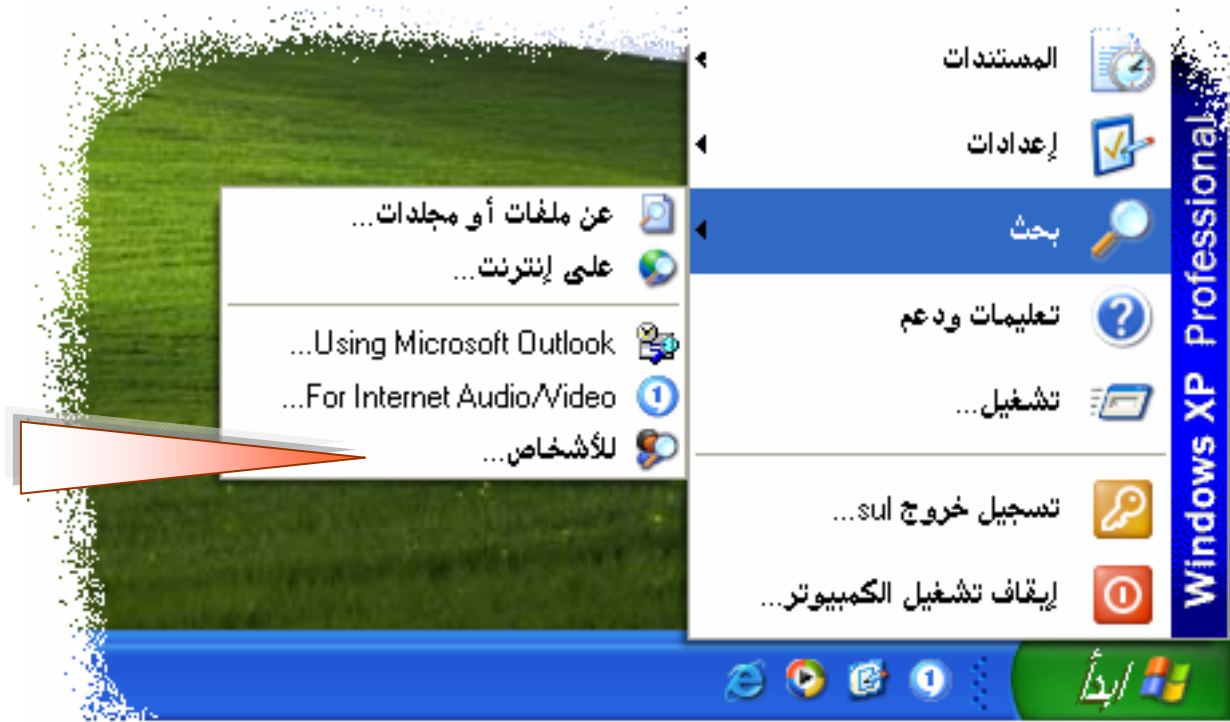 المستندات
إعدادات
بحث
تعليمات ودعم
تشغيل...
تسجيل خروج sul...
إيقاف تشغيل الكمبيوتر...
Windows XP Professional
عن ملفات أو مجلدات...
على إنترنت...
Using Microsoft Outlook...
For Internet Audio/Video...
للأشخاص...
ابدأ